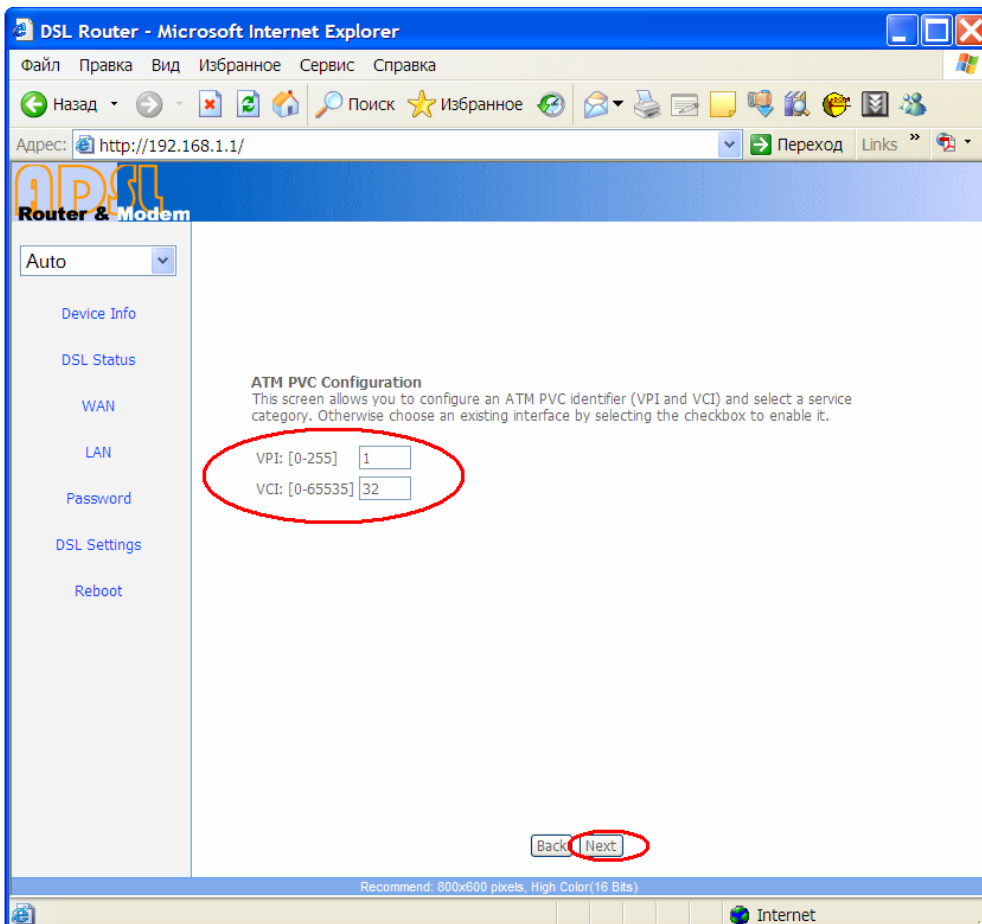 DSL Router - Microsoft Internet Explorer
Файл Правка Вид Избранное Сервис Справка
Назад Поиск Избранное
Адрес: http://192.168.1.1/ Переход Links »
ADSL
Router & Modem
Auto
Device Info
DSL Status
WAN
LAN
Password
DSL Settings
Reboot
ATM PVC Configuration
This screen allows you to configure an ATM PVC identifier (VPI and VCI) and select a service
category. Otherwise choose an existing interface by selecting the checkbox to enable it.
VPI: [0-255] 1
VCI: [0-65535] 32
Back Next
Recommend: 800x600 pixels, High Color(16 Bits)
Internet